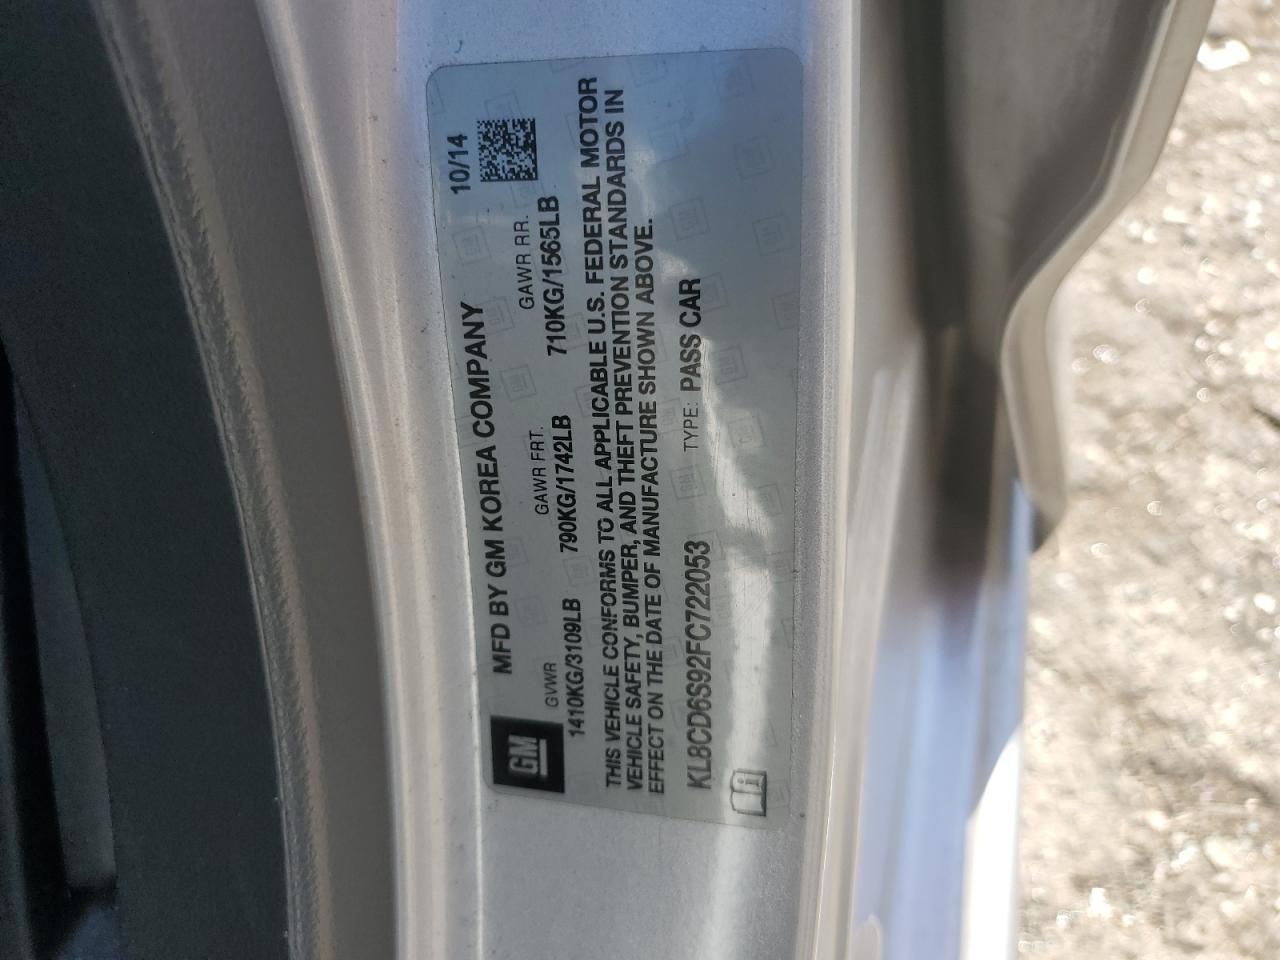 GM
MFD BY GM KOREA COMPANY 10/14
GVWR GAWR FRT. GAWR RR.
1410KG/3109LB 790KG/1742LB 710KG/1565LB
THIS VEHICLE CONFORMS TO ALL APPLICABLE U.S. FEDERAL MOTOR
VEHICLE SAFETY, BUMPER, AND THEFT PREVENTION STANDARDS IN
EFFECT ON THE DATE OF MANUFACTURE SHOWN ABOVE.
KL8CD6S92FC722053 TYPE: PASS CAR